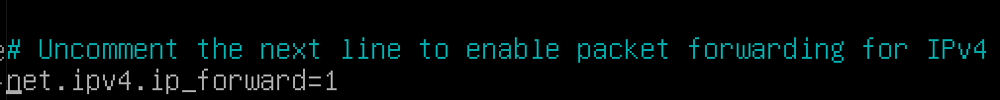 # Uncomment the next line to enable packet forwarding for IPv4
net.ipv4.ip_forward=1